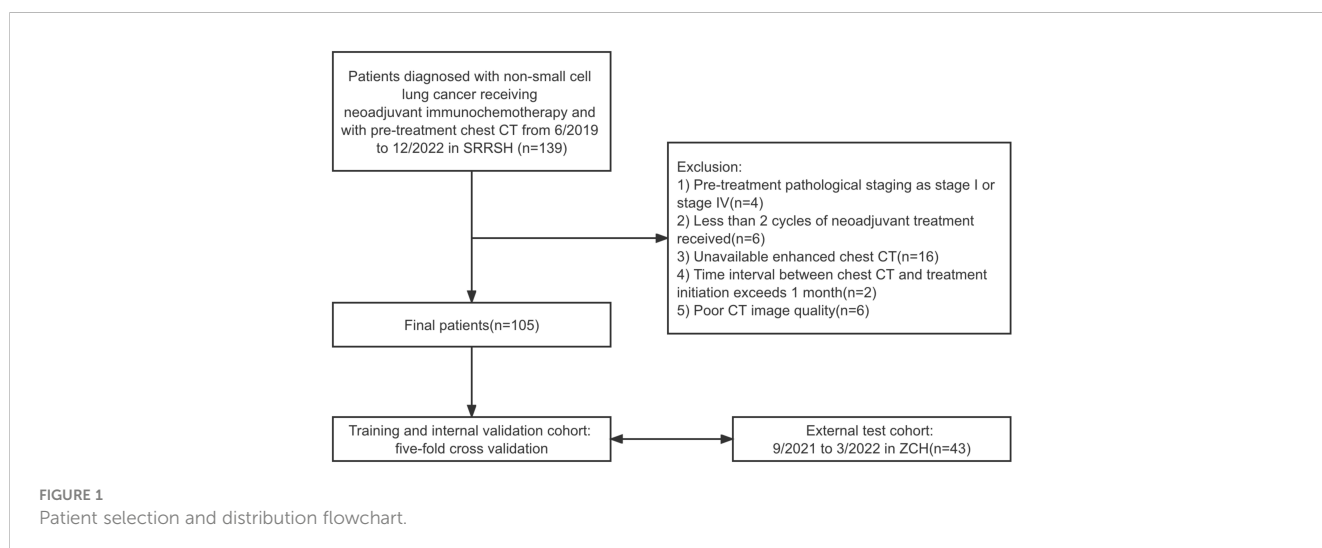 Patients diagnosed with non-small cell
lung cancer receiving
neoadjuvant immunochemotherapy and
with pre-treatment chest CT from 6/2019
to 12/2022 in SRRSH (n=139)
Exclusion:
1) Pre-treatment pathological staging as stage I or
stage IV(n=4)
2) Less than 2 cycles of neoadjuvant treatment
received(n=6)
3) Unavailable enhanced chest CT(n=16)
4) Time interval between chest CT and treatment
initiation exceeds 1 month(n=2)
5) Poor CT image quality(n=6)
Final patients(n=105)
Training and internal validation cohort:
five-fold cross validation
External test cohort:
9/2021 to 3/2022 in ZCH(n=43)
FIGURE 1
Patient selection and distribution flowchart.